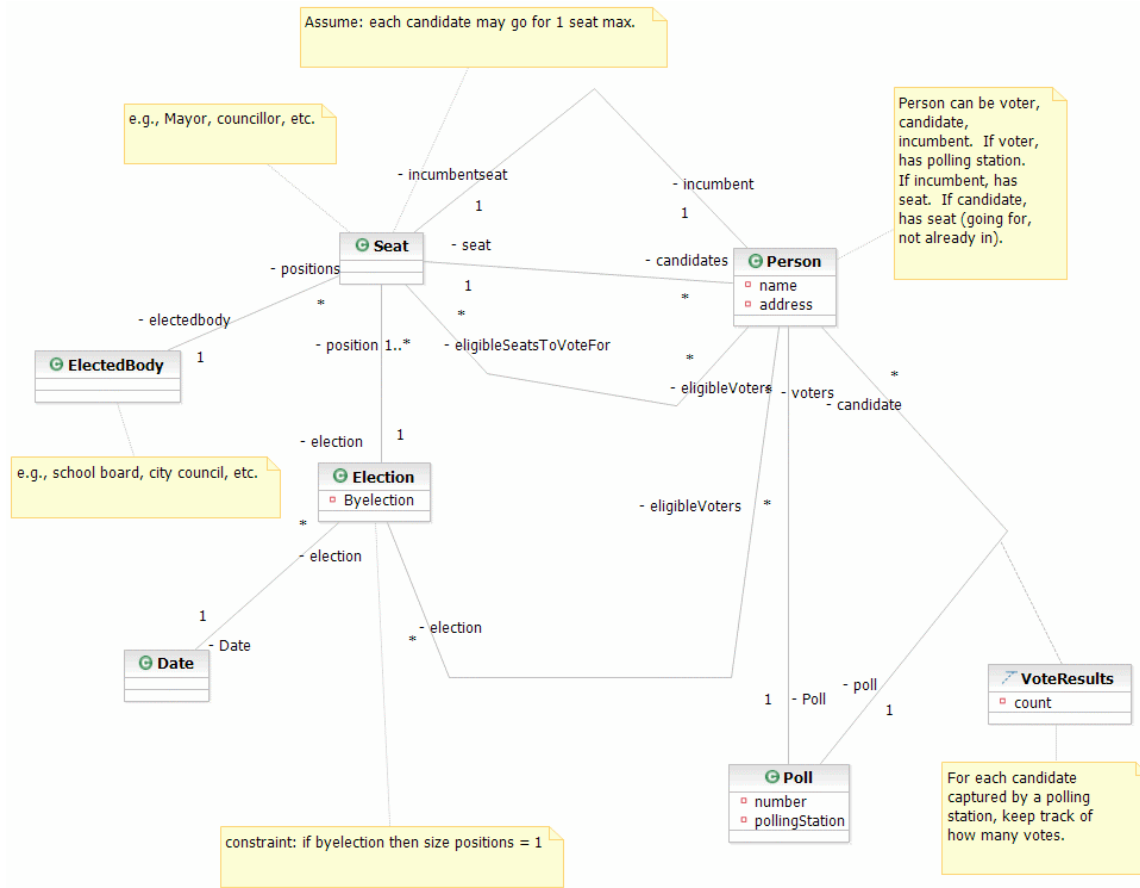 Assume: each candidate may go for 1 seat max.
e.g., Mayor, councillor, etc.
Person can be voter,
candidate,
incumbent. If voter,
has polling station.
If incumbent, has
seat. If candidate,
has seat (going for,
not already in).
- incumbentseat
1
- incumbent
1
Seat
- seat
1
- candidates
*
Person
name
address
- positions
*
- electedbody
1
ElectedBody
- position 1..*
*
- eligibleSeatsToVoteFor
*
- eligibleVoters
*
- voters
*
- candidate
e.g., school board, city council, etc.
- election
1
Election
Byelection
- eligibleVoters
*
*
- election
1
- Date
Date
- election
*
1
- Poll
- poll
1
VoteResults
count
Poll
number
pollingStation
For each candidate
captured by a polling
station, keep track of
how many votes.
constraint: if byelection then size positions = 1